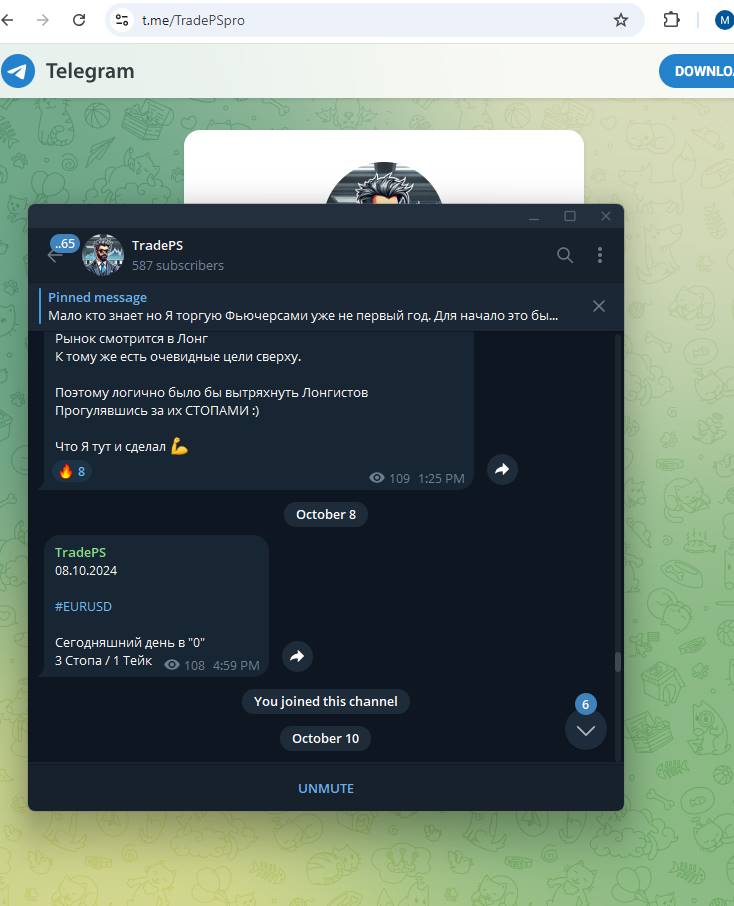 t.me/TradePSpro
M
Telegram
DOWNLO
..65
TradePS
587 subscribers
Pinned message
Мало кто знает но Я торгую Фьючерсами уже не первый год. Для начало это бы...
Рынок смотрится в Лонг
К тому же есть очевидные цели сверху.
Поэтому логично было бы вытряхнуть Лонгистов
Прогулявшись за их СТОПАМИ :)
Что Я тут и сделал 💪
🔥 8
109 1:25 PM
October 8
TradePS
08.10.2024
#EURUSD
Сегодняшний день в "0"
3 Стопа / 1 Тейк
108 4:59 PM
You joined this channel
6
October 10
UNMUTE